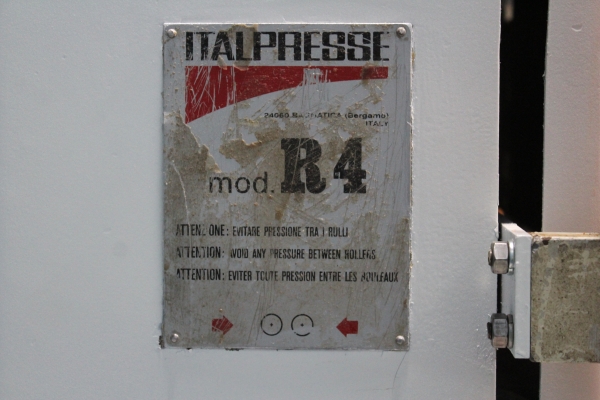 ITALPRESSE
24060 BAGNATICA (Bergamo)
ITALY
mod. R4
ATTENZIONE: EVITARE PRESSIONE TRA I RULLI
ATTENTION: AVOID ANY PRESSURE BETWEEN ROLLERS
ATTENTION: EVITER TOUTE PRESSION ENTRE LES ROULEAUX